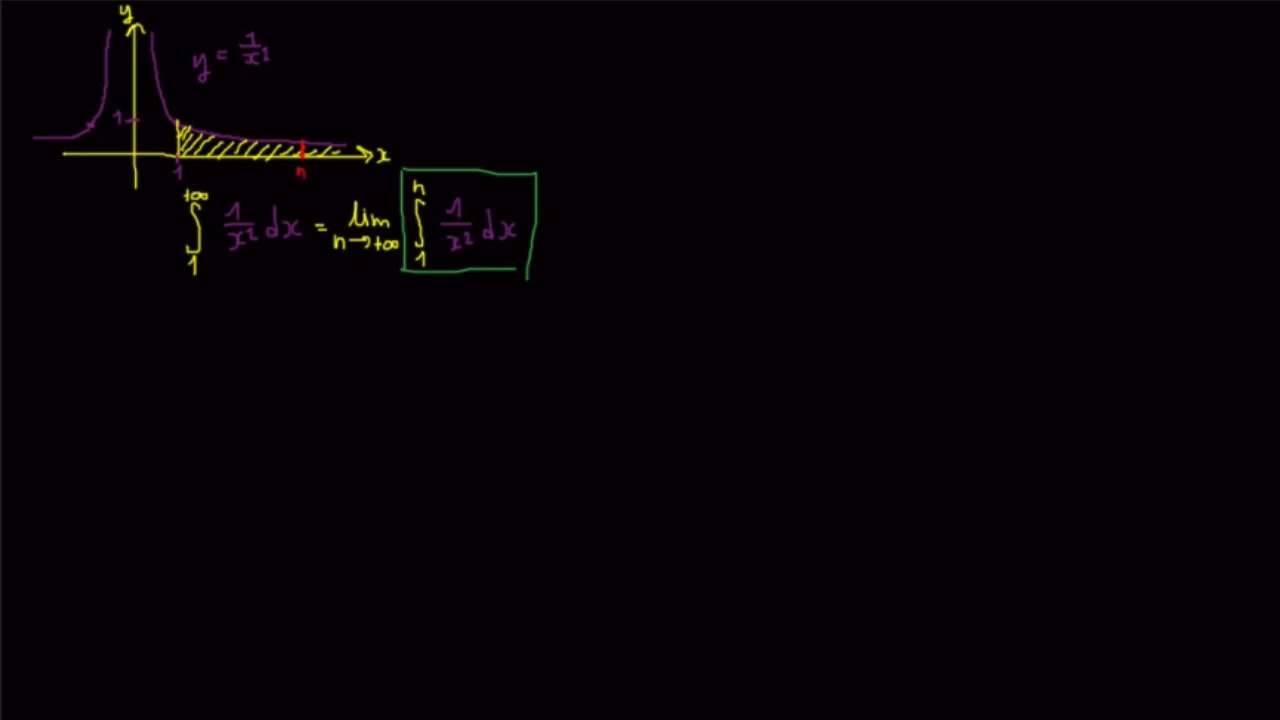 y
y = 1/x²
1
x
1 n
∫₁^{+∞} 1/x² dx = lim_{n→+∞} ∫₁^{n} 1/x² dx